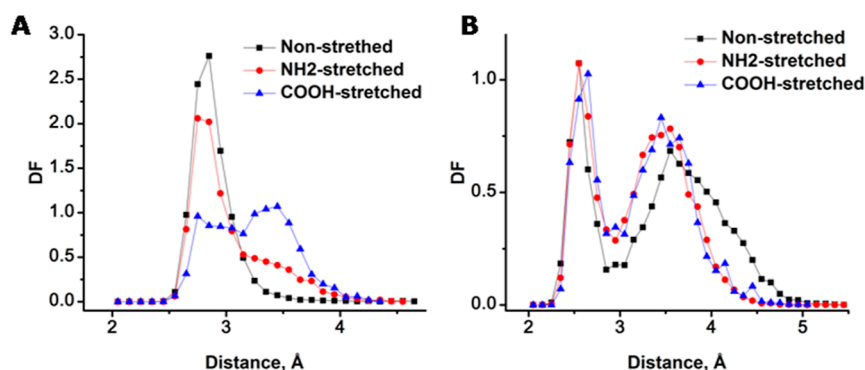 A
Non-strethed
NH2-stretched
COOH-stretched
DF
3.0
2.5
2.0
1.5
1.0
0.5
0.0
2
3
4
Distance, Å
B
Non-stretched
NH2-stretched
COOH-stretched
DF
1.0
0.5
0.0
2
3
4
5
Distance, Å